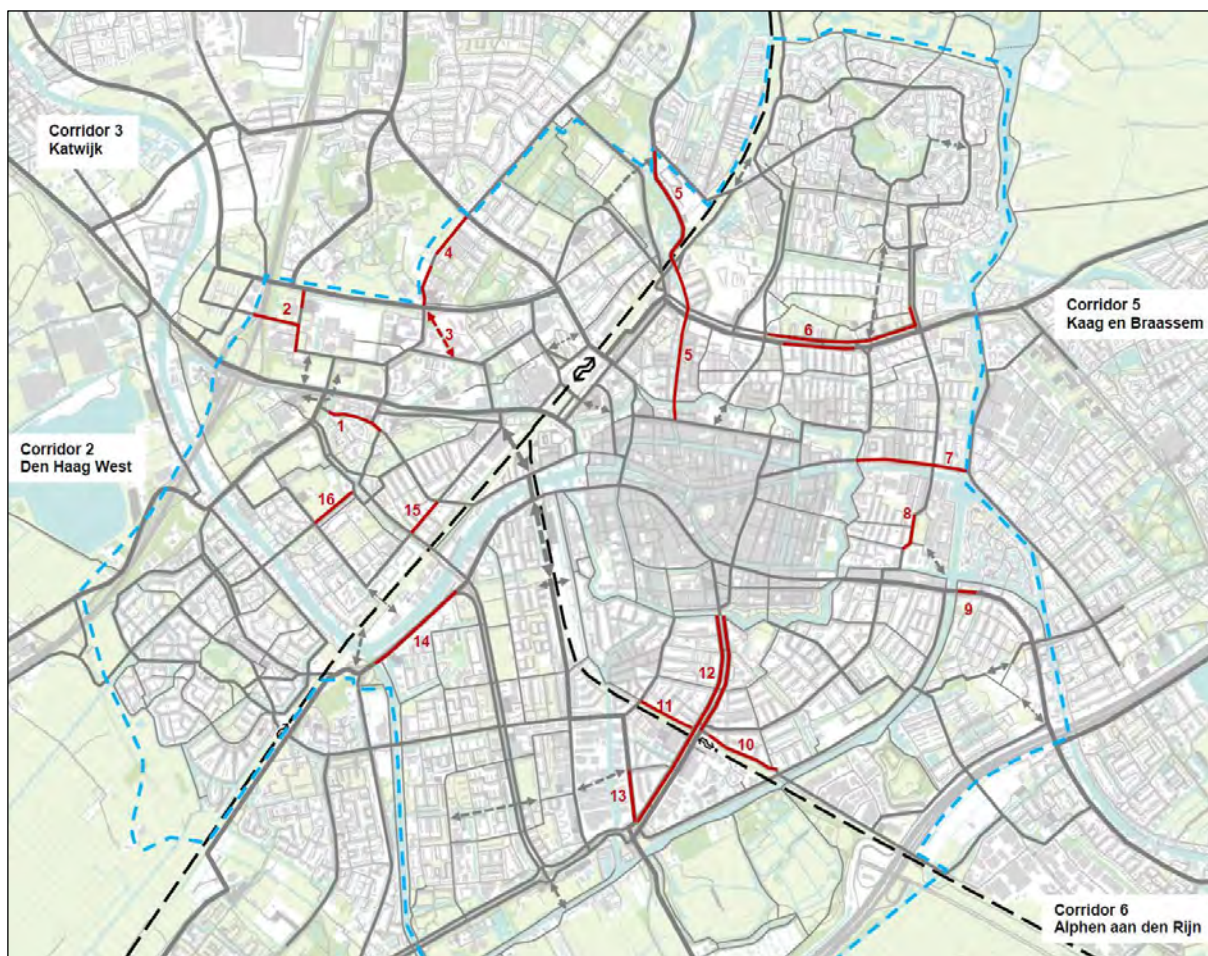 Corridor 3
Katwijk
5
4
2
3
Corridor 5
Kaag en Braassem
6
5
1
Corridor 2
Den Haag West
7
16
15
8
9
14
12
11
10
13
Corridor 6
Alphen aan den Rijn